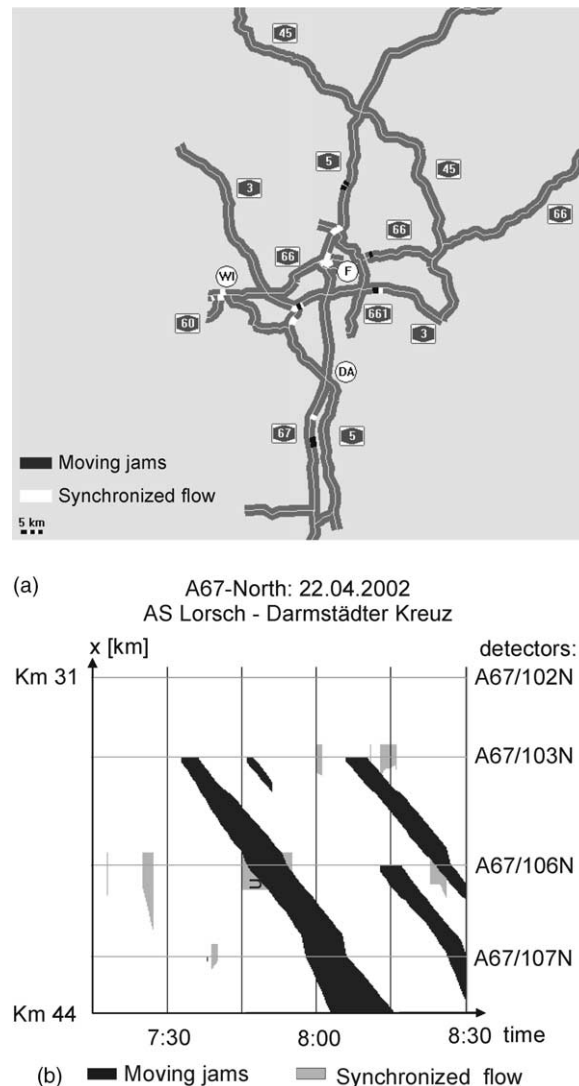 45
5
3
45
66
66
66
WI
F
60
661
3
DA
67
5
Moving jams
Synchronized flow
5 km
(a)
A67-North: 22.04.2002
AS Lorsch - Darmstädter Kreuz
x [km]
detectors:
Km 31
A67/102N
A67/103N
A67/106N
A67/107N
Km 44
7:30
8:00
8:30
time
(b)
Moving jams
Synchronized flow